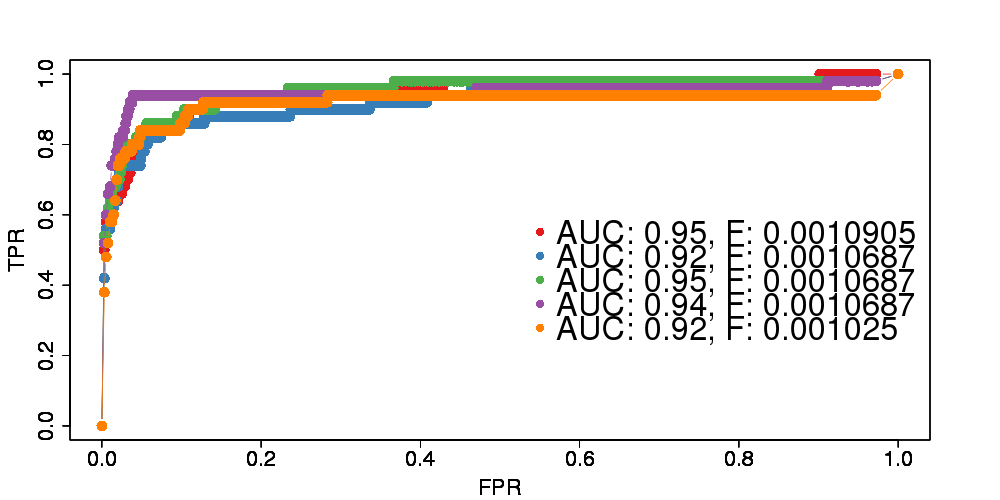 1.0
0.8
0.6
0.4
0.2
0.0
TPR
AUC: 0.95, F: 0.0010905
AUC: 0.92, F: 0.0010687
AUC: 0.95, F: 0.0010687
AUC: 0.94, F: 0.0010687
AUC: 0.92, F: 0.001025
0.0 0.2 0.4 0.6 0.8 1.0
FPR